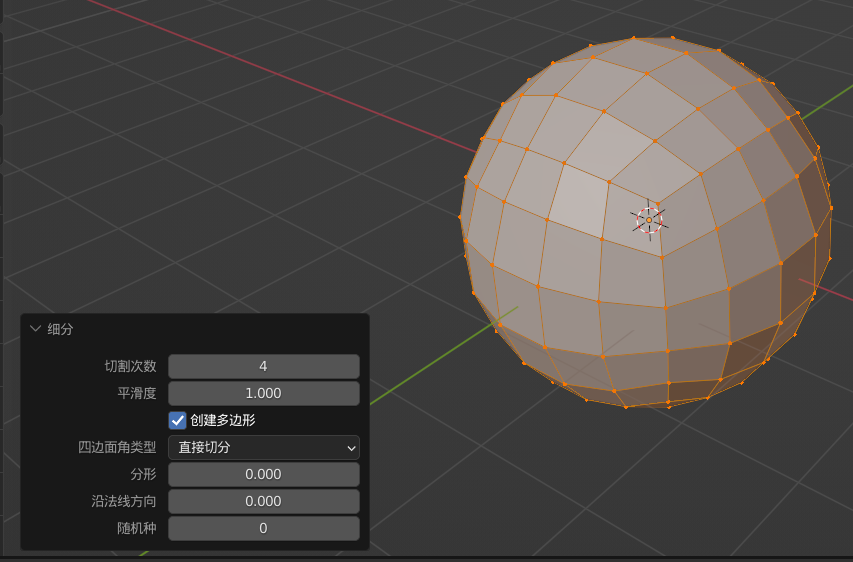 细分
切割次数 4
平滑度 1.000
创建多边形
四边面角类型 直接切分
分形 0.000
沿法线方向 0.000
随机种 0